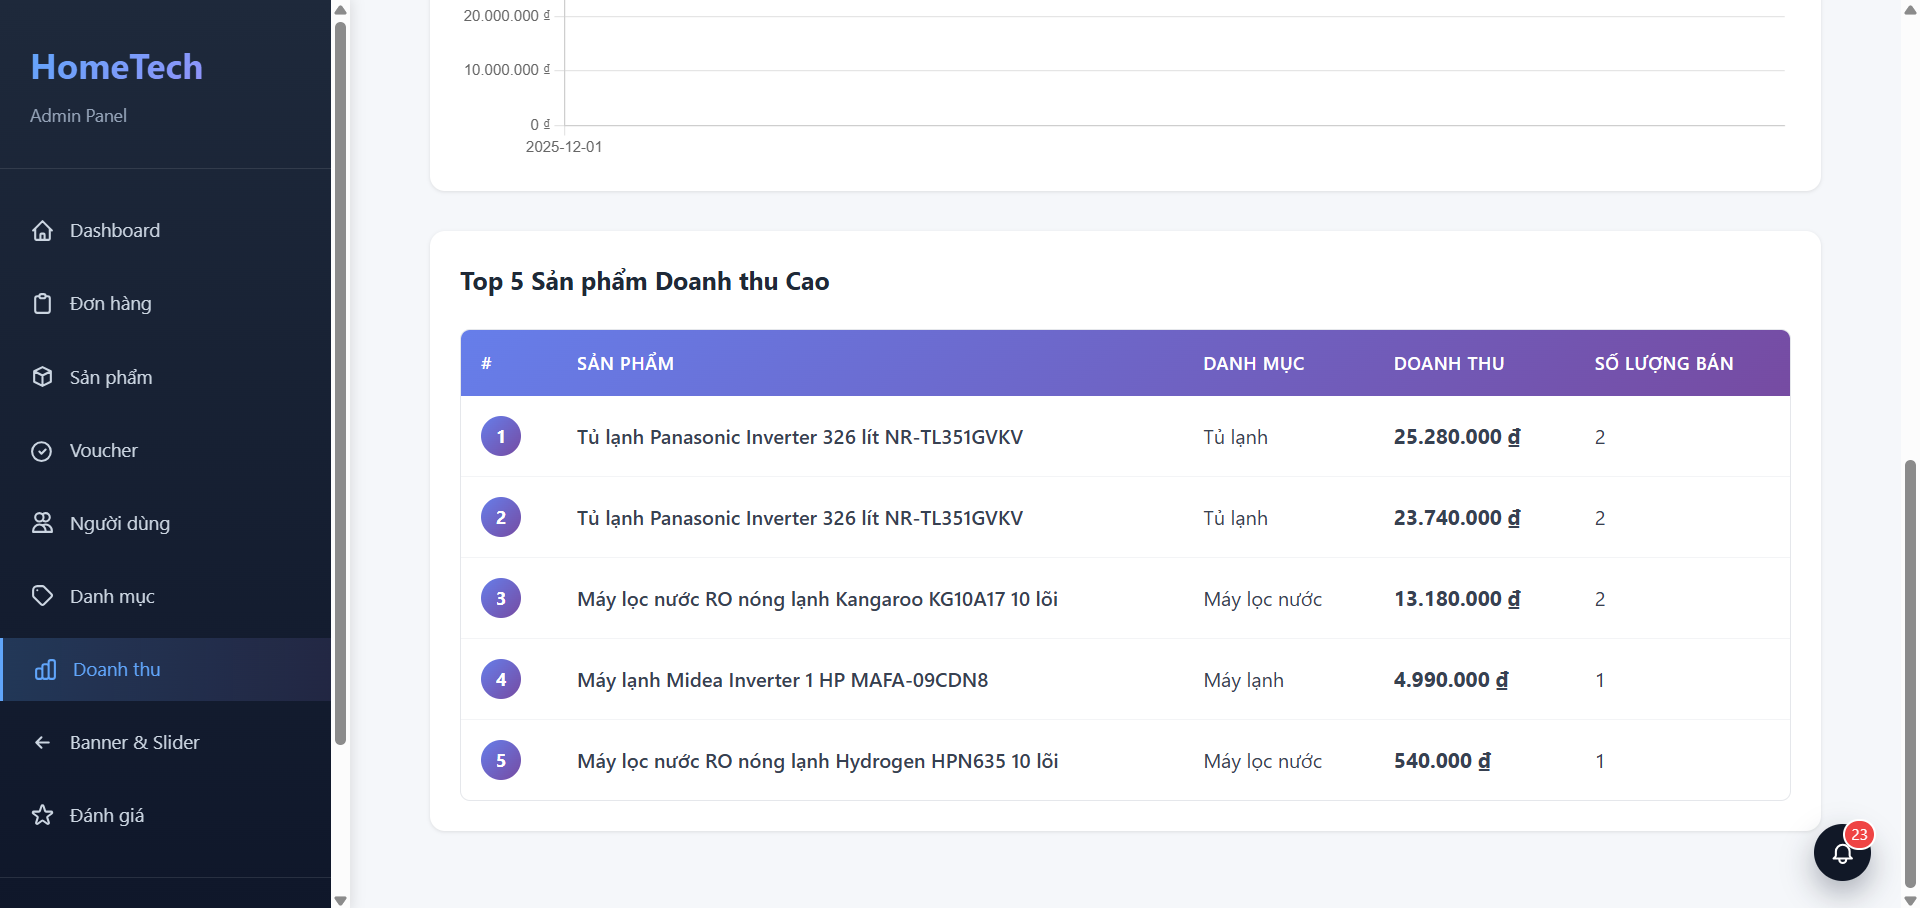 HomeTech
Admin Panel
Dashboard
Đơn hàng
Sản phẩm
Voucher
Người dùng
Danh mục
Doanh thu
Banner & Slider
Đánh giá
20.000.000 ₫
10.000.000 ₫
0 ₫
2025-12-01
Top 5 Sản phẩm Doanh thu Cao
# SẢN PHẨM DANH MỤC DOANH THU SỐ LƯỢNG BÁN
1 Tủ lạnh Panasonic Inverter 326 lít NR-TL351GVKV Tủ lạnh 25.280.000 ₫ 2
2 Tủ lạnh Panasonic Inverter 326 lít NR-TL351GVKV Tủ lạnh 23.740.000 ₫ 2
3 Máy lọc nước RO nóng lạnh Kangaroo KG10A17 10 lõi Máy lọc nước 13.180.000 ₫ 2
4 Máy lạnh Midea Inverter 1 HP MAFA-09CDN8 Máy lạnh 4.990.000 ₫ 1
5 Máy lọc nước RO nóng lạnh Hydrogen HPN635 10 lõi Máy lọc nước 540.000 ₫ 1
23